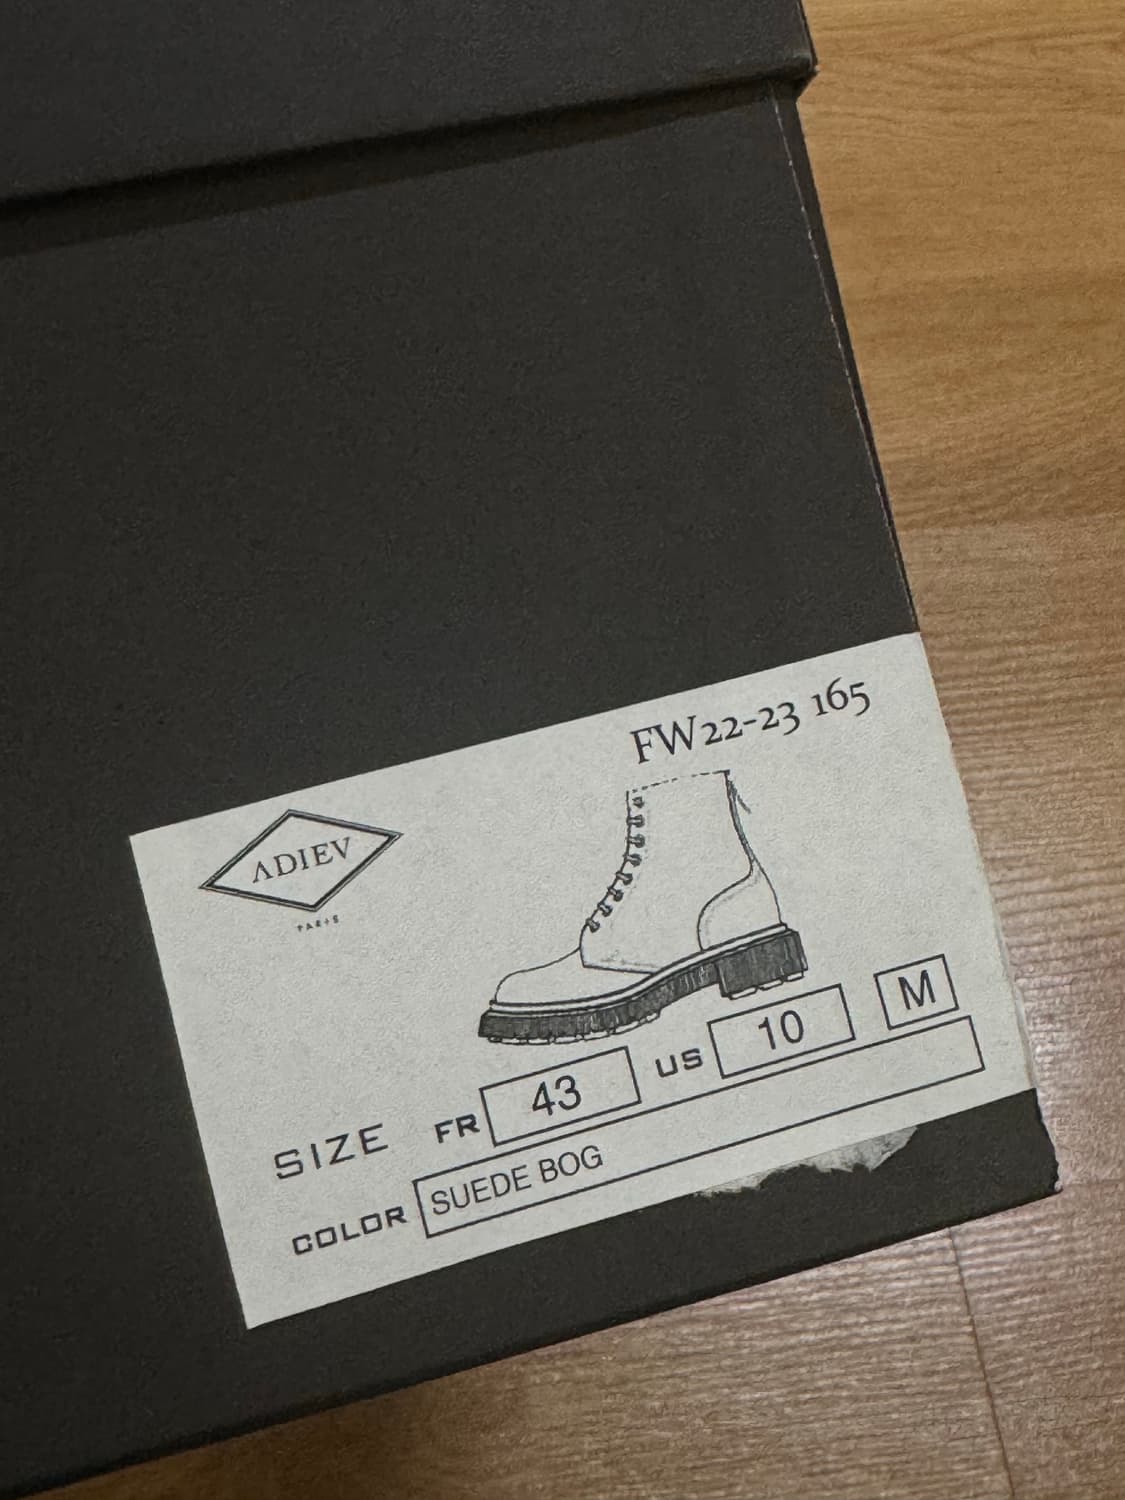 FW22-23 165
ADIEV
PARIS
SIZE FR 43 US 10 M
COLOR SUEDE BOG